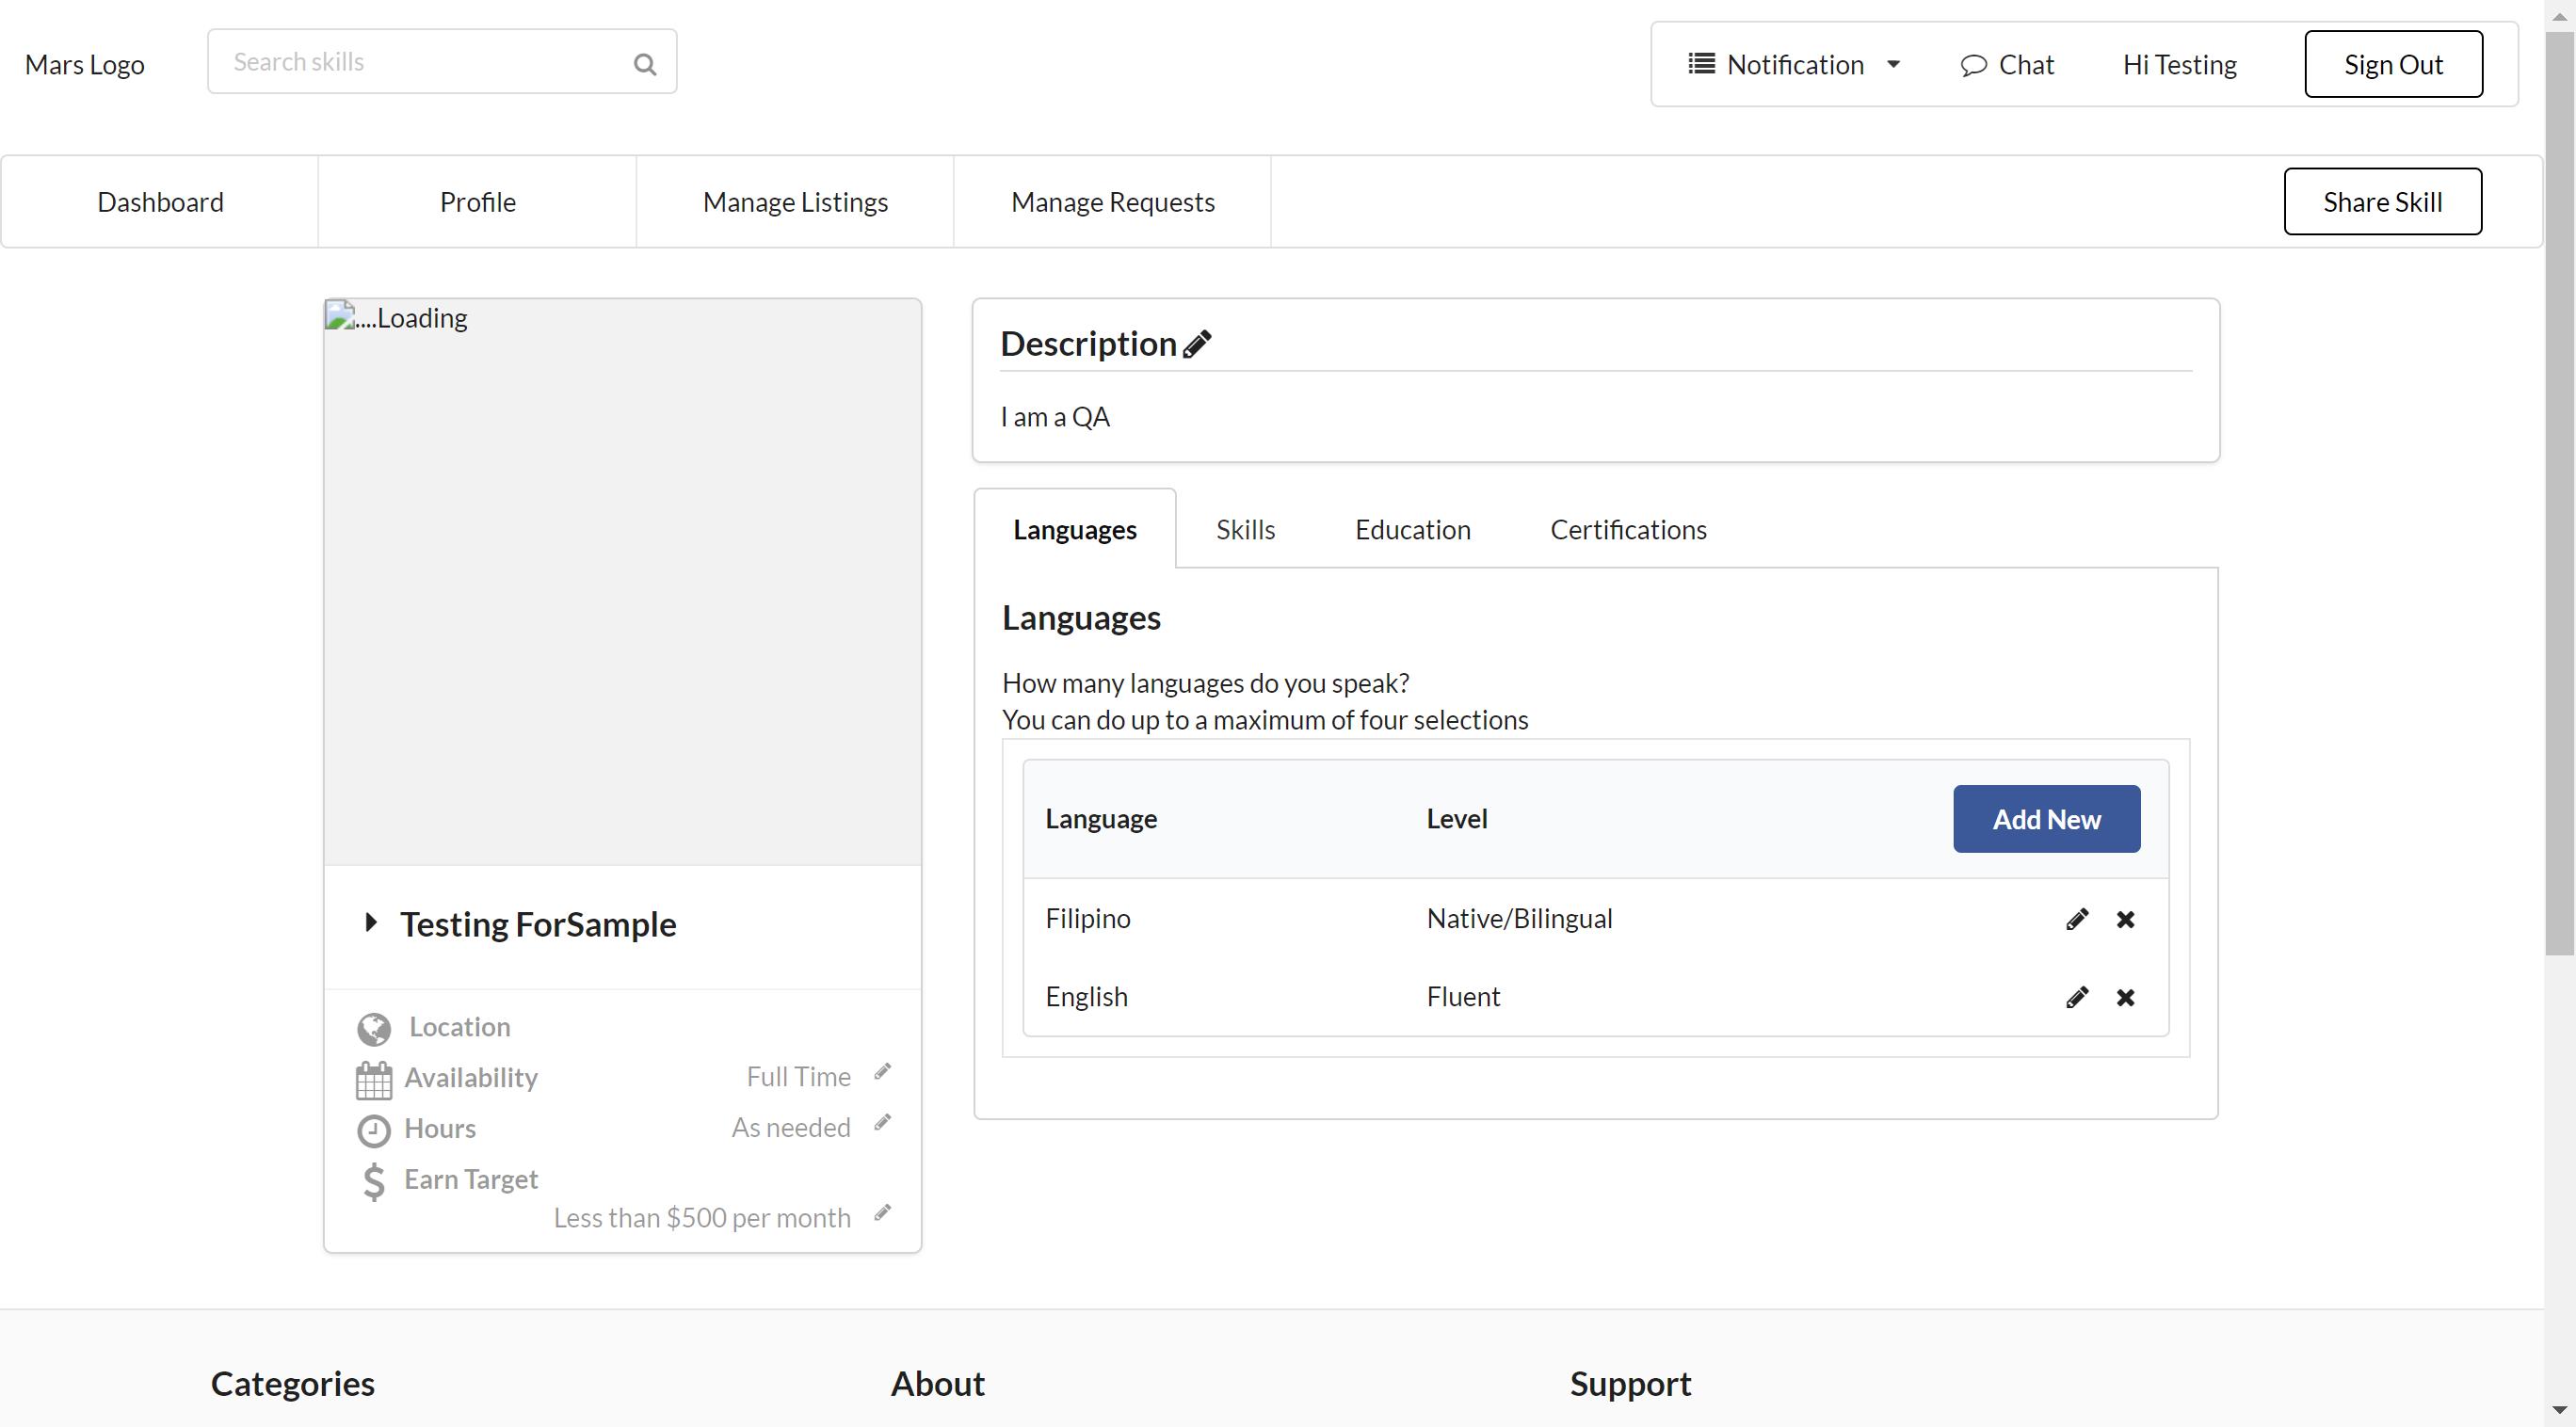 Mars Logo
Search skills
Notification
Chat
Hi Testing
Sign Out
Dashboard
Profile
Manage Listings
Manage Requests
Share Skill
....Loading
Testing ForSample
Location
Availability Full Time
Hours As needed
Earn Target
Less than $500 per month
Description
I am a QA
Languages
Skills
Education
Certifications
Languages
How many languages do you speak?
You can do up to a maximum of four selections
Language Level Add New
Filipino Native/Bilingual
English Fluent
Categories
About
Support